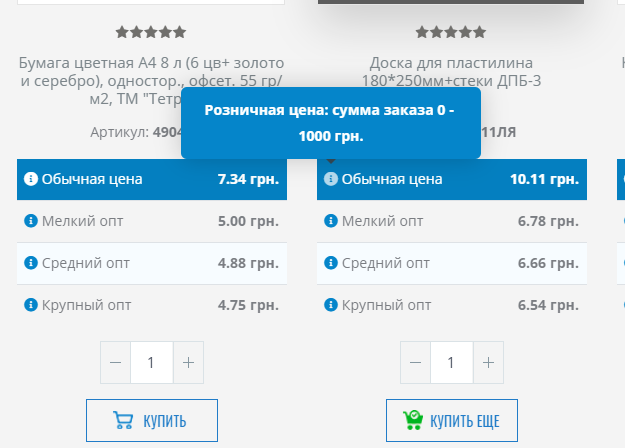 Бумага цветная А4 8 л (6 цв+ золото
и серебро), одностор., офсет. 55 гр/
м2, ТМ "Тетр
Артикул: 4904
Обычная цена 7.34 грн.
Мелкий опт 5.00 грн.
Средний опт 4.88 грн.
Крупный опт 4.75 грн.
1
КУПИТЬ
Доска для пластилина
180*250мм+стеки ДПБ-3
Розничная цена: сумма заказа 0 -
1000 грн.
11ЛЯ
Обычная цена 10.11 грн.
Мелкий опт 6.78 грн.
Средний опт 6.66 грн.
Крупный опт 6.54 грн.
1
КУПИТЬ ЕЩЕ